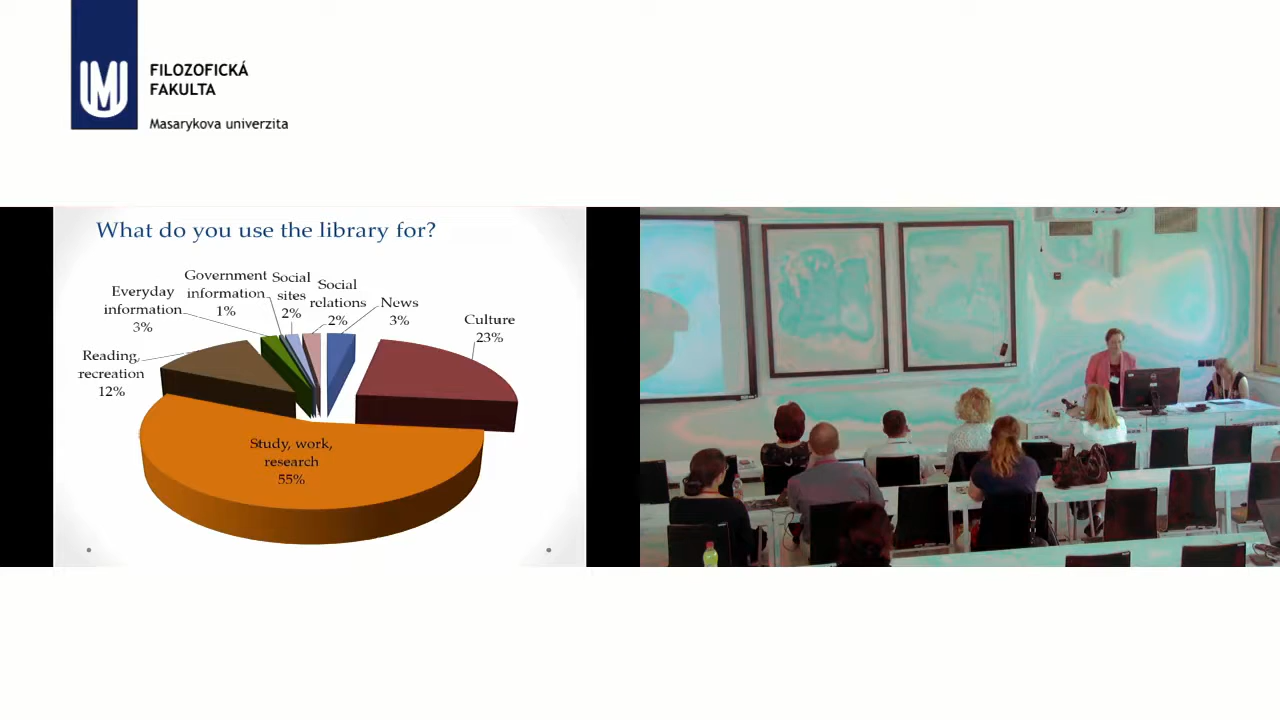 FILOZOFICKÁ
FAKULTA
Masarykova univerzita
What do you use the library for?
Government
information
1%
Social
sites
2%
Social
relations
2%
News
3%
Everyday
information
3%
Culture
23%
Reading,
recreation
12%
Study, work,
research
55%